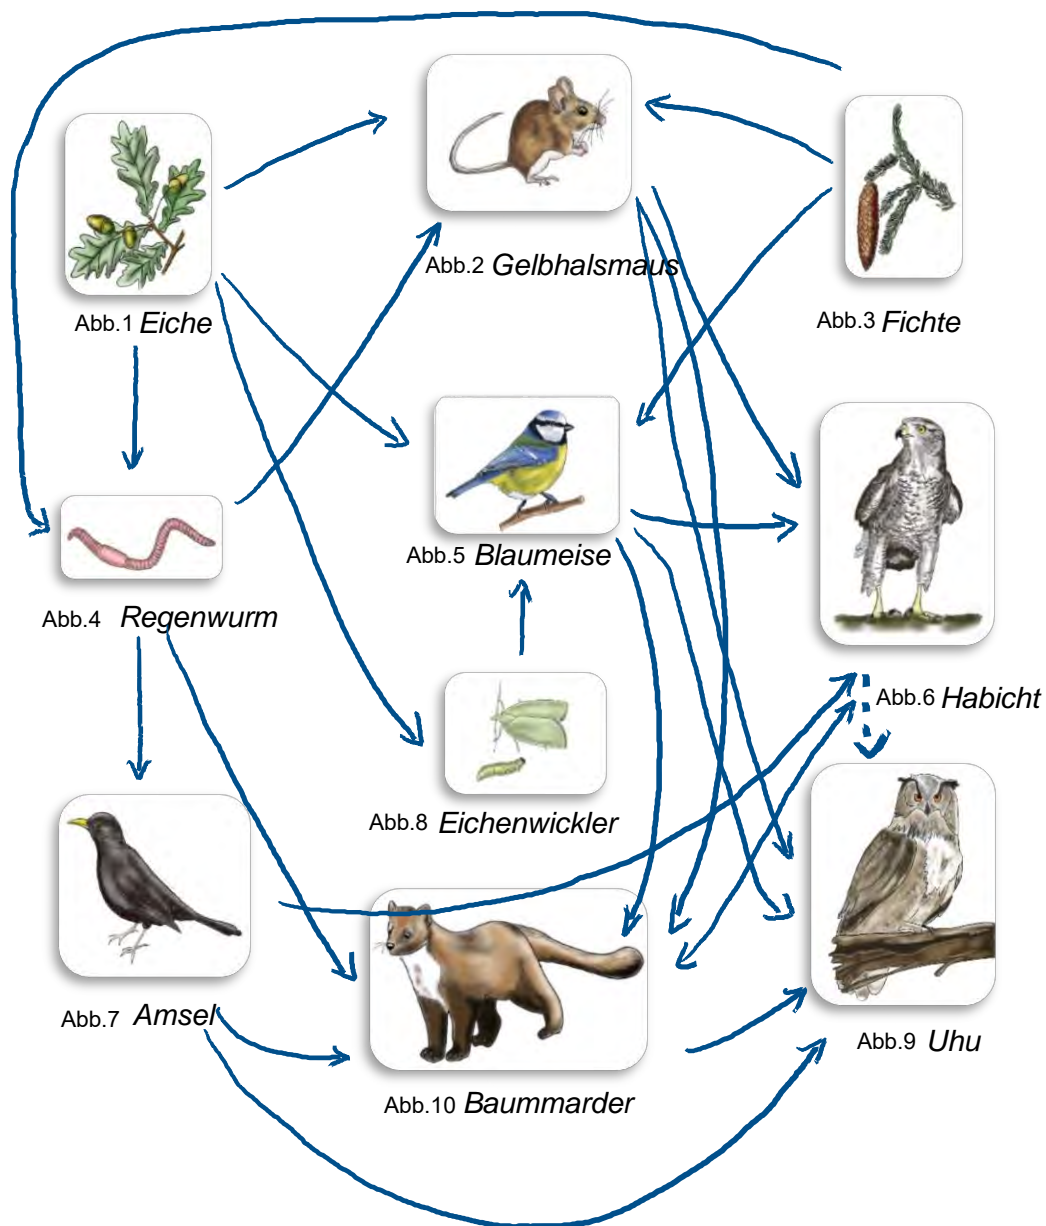 Abb.2 Gelbhalsmaus
Abb.1 Eiche
Abb.3 Fichte
Abb.5 Blaumeise
Abb.4 Regenwurm
Abb.6 Habicht
Abb.8 Eichenwickler
Abb.7 Amsel
Abb.9 Uhu
Abb.10 Baummarder